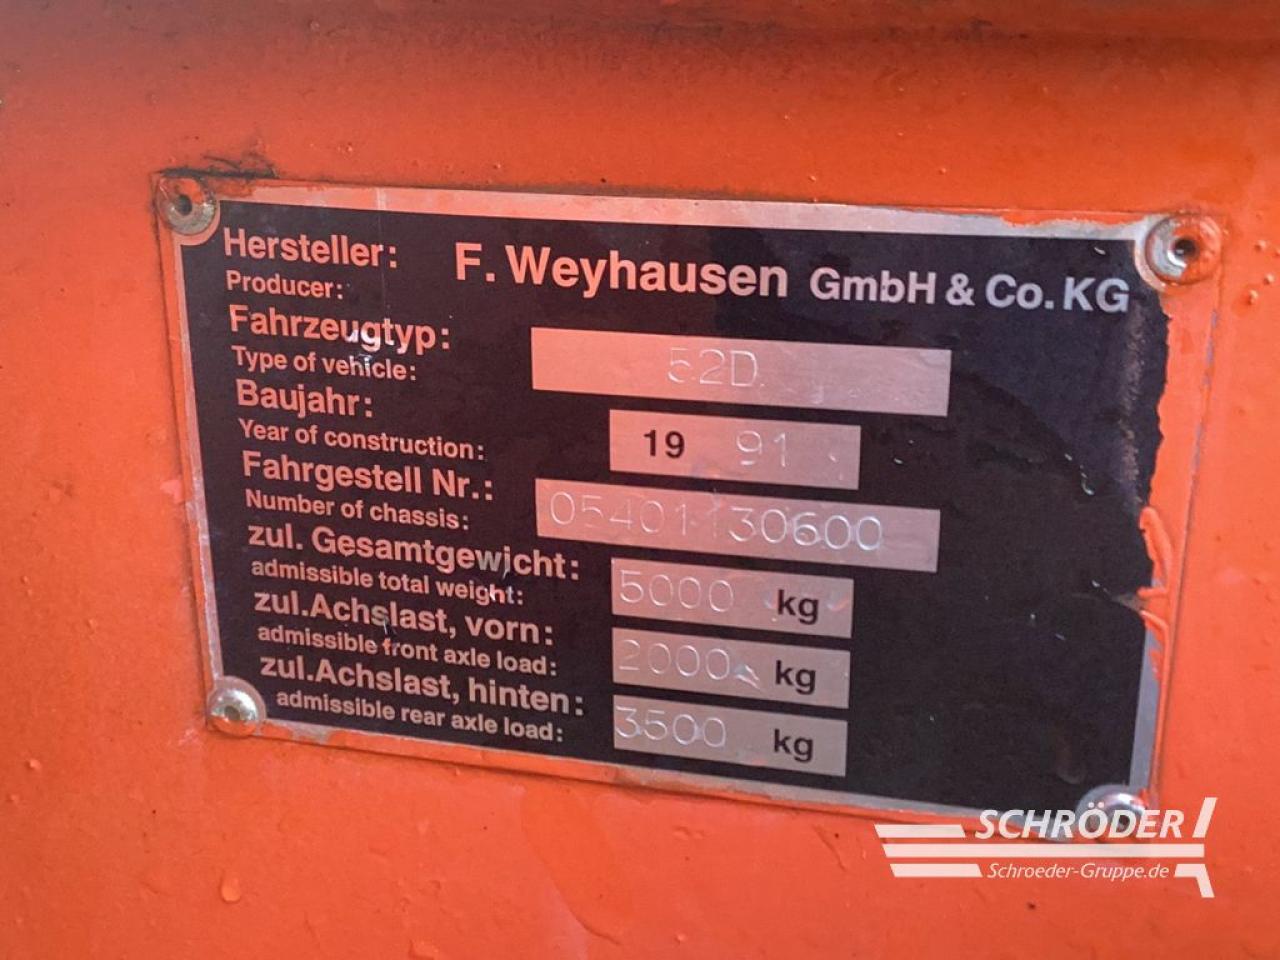 Hersteller: F. Weyhausen GmbH & Co. KG
Producer:
Fahrzeugtyp: 52D
Type of vehicle:
Baujahr: 19 91
Year of construction:
Fahrgestell Nr.: 05401130600
Number of chassis:
zul. Gesamtgewicht: 5000 kg
admissible total weight:
zul.Achslast, vorn: 2000 kg
admissible front axle load:
zul.Achslast, hinten: 3500 kg
admissible rear axle load:
SCHRÖDER
Schroeder-Gruppe.de